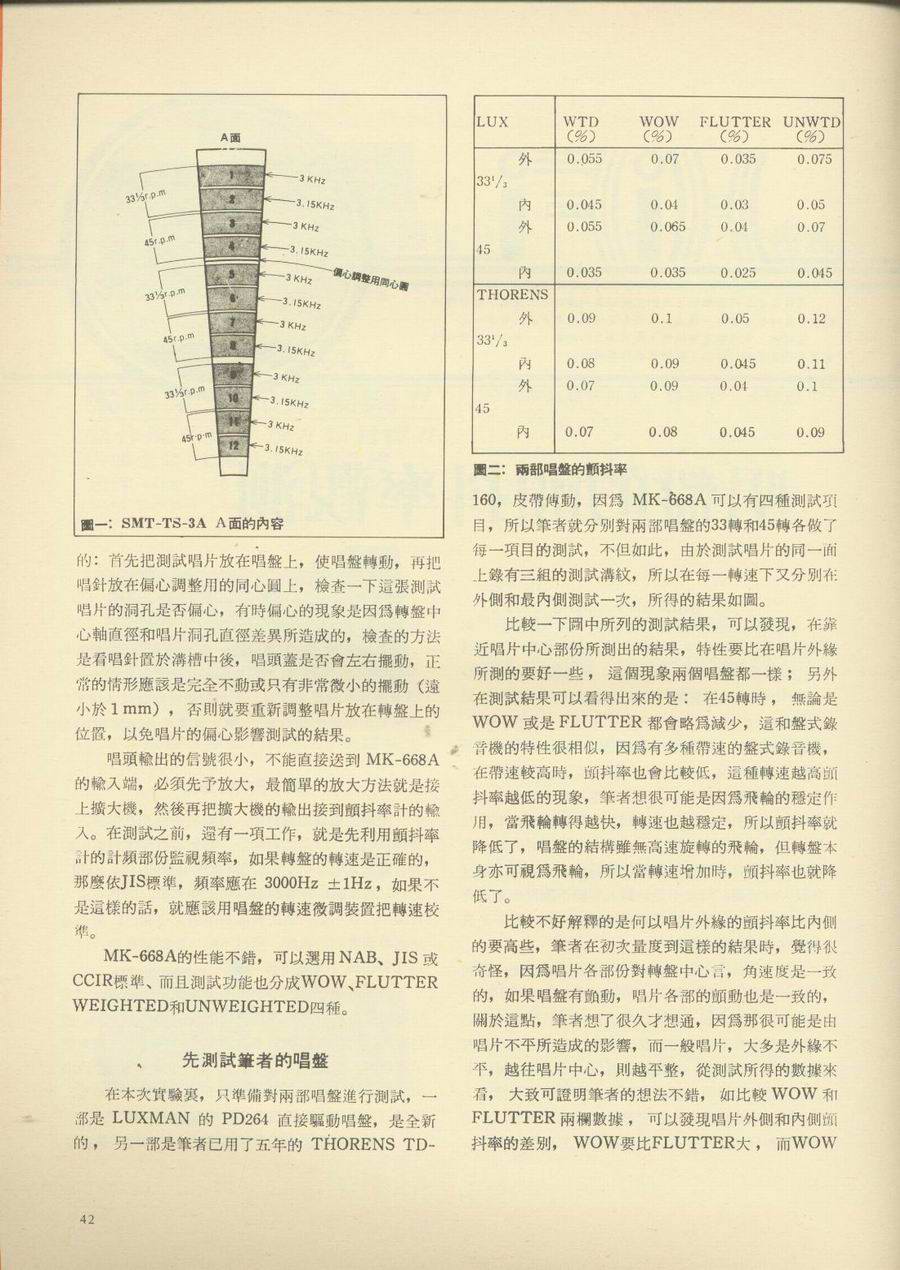 A面
1
3 KHz
33⅓r.p.m
2
3.15KHz
3
3 KHz
45r.p.m
4
3.15KHz
偏心調整用同心圓
5
3 KHz
33⅓r.p.m
6
3.15KHz
7
3 KHz
45r.p.m
8
3.15KHz
9
3 KHz
33⅓r.p.m
10
3.15KHz
11
3 KHz
45r.p.m
12
3.15KHz
圖一：SMT-TS-3A A面的內容
的：首先把測試唱片放在唱盤上，使唱盤轉動，再把
唱針放在偏心調整用的同心圓上，檢查一下這張測試
唱片的洞孔是否偏心，有時偏心的現象是因爲轉盤中
心軸直徑和唱片洞孔直徑差異所造成的，檢查的方法
是看唱針置於溝槽中後，唱頭蓋是否會左右擺動，正
常的情形應該是完全不動或只有非常微小的擺動（遠
小於1mm），否則就要重新調整唱片放在轉盤上的
位置，以免唱片的偏心影響測試的結果。
唱頭輸出的信號很小，不能直接送到 MK-668A
的輸入端，必須先予放大，最簡單的放大方法就是接
上擴大機，然後再把擴大機的輸出接到顫抖率計的輸
入。在測試之前，還有一項工作，就是先利用顫抖率
計的計頻部份監視頻率，如果轉盤的轉速是正確的，
那麼依JIS標準，頻率應在 3000Hz ±1Hz，如果不
是這樣的話，就應該用唱盤的轉速微調裝置把轉速校
準。
MK-668A的性能不錯，可以選用 NAB、JIS 或
CCIR標準、而且測試功能也分成WOW、FLUTTER
WEIGHTED和UNWEIGHTED四種。
先測試筆者的唱盤
在本次實驗裏，只準備對兩部唱盤進行測試，一
部是 LUXMAN 的 PD264 直接驅動唱盤，是全新
的，另一部是筆者已用了五年的 THORENS TD-
LUX WTD WOW FLUTTER UNWTD
(%) (%) (%) (%)
外 0.055 0.07 0.035 0.075
33¹/₃
內 0.045 0.04 0.03 0.05
外 0.055 0.065 0.04 0.07
45
內 0.035 0.035 0.025 0.045
THORENS
外 0.09 0.1 0.05 0.12
33¹/₃
內 0.08 0.09 0.045 0.11
外 0.07 0.09 0.04 0.1
45
內 0.07 0.08 0.045 0.09
圖二：兩部唱盤的顫抖率
160，皮帶傳動，因爲 MK-668A 可以有四種測試項
目，所以筆者就分別對兩部唱盤的33轉和45轉各做了
每一項目的測試，不但如此，由於測試唱片的同一面
上錄有三組的測試溝紋，所以在每一轉速下又分別在
外側和最內側測試一次，所得的結果如圖。
比較一下圖中所列的測試結果，可以發現，在靠
近唱片中心部份所測出的結果，特性要比在唱片外緣
所測的要好一些，這個現象兩個唱盤都一樣；另外
在測試結果可以看得出來的是：在45轉時，無論是
WOW 或是 FLUTTER 都會略爲減少，這和盤式錄
音機的特性很相似，因爲有多種帶速的盤式錄音機，
在帶速較高時，顫抖率也會比較低，這種轉速越高顫
抖率越低的現象，筆者想很可能是因爲飛輪的穩定作
用，當飛輪轉得越快，轉速也越穩定，所以顫抖率就
降低了，唱盤的結構雖無高速旋轉的飛輪，但轉盤本
身亦可視爲飛輪，所以當轉速增加時，顫抖率也就降
低了。
比較不好解釋的是何以唱片外緣的顫抖率比內側
的要高些，筆者在初次量度到這樣的結果時，覺得很
奇怪，因爲唱片各部份對轉盤中心言，角速度是一致
的，如果唱盤有顫動，唱片各部的顫動也是一致的，
關於這點，筆者想了很久才想通，因爲那很可能是由
唱片不平所造成的影響，而一般唱片，大多是外緣不
平，越往唱片中心，則越平整，從測試所得的數據來
看，大致可證明筆者的想法不錯，如比較 WOW 和
FLUTTER 兩欄數據，可以發現唱片外側和內側顫
抖率的差別，WOW要比FLUTTER大，而WOW
42